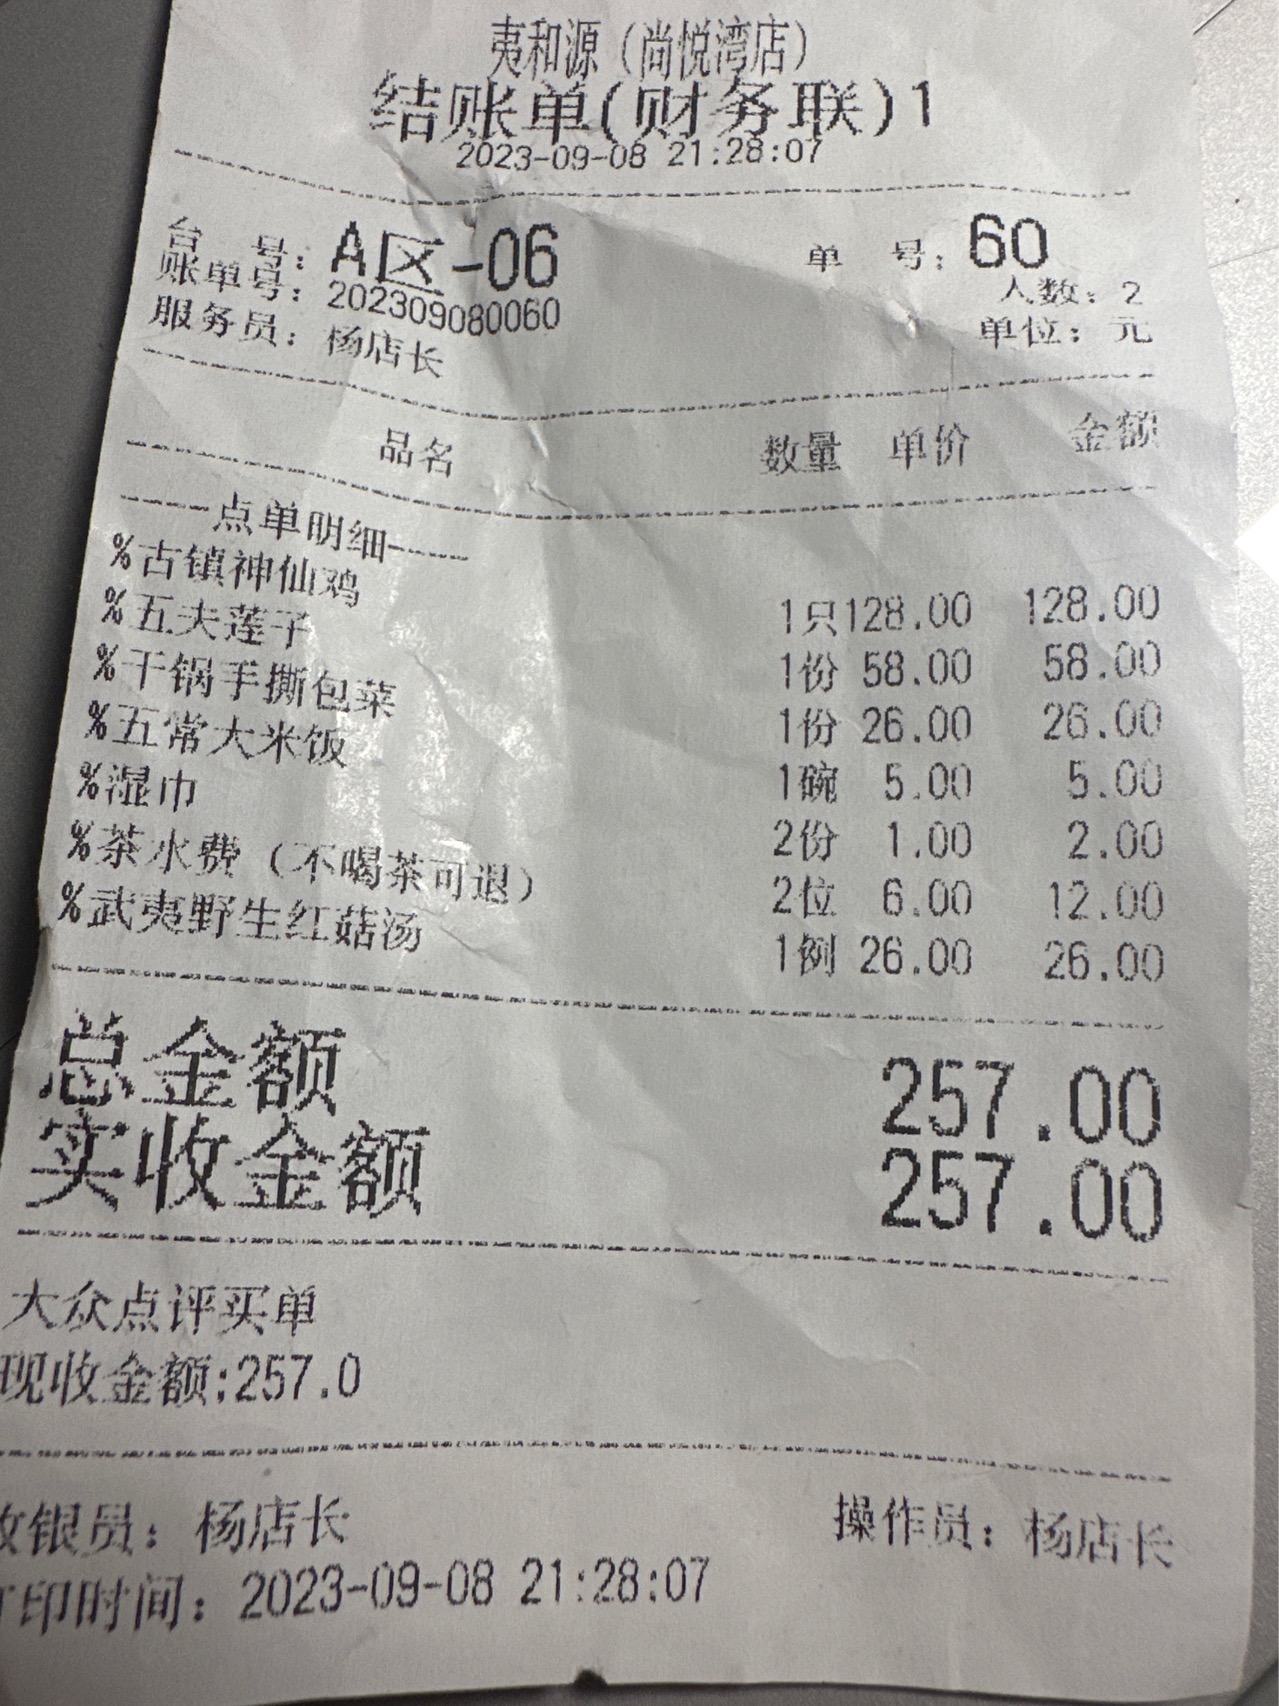 夷和源（尚悦湾店）
结账单(财务联)1
2023-09-08 21:28:07
台 号：A区-06 单 号：60
账单号：202309080060 人数：2
服务员：杨店长 单位：元
品名 数量 单价 金额
-----点单明细-----
%古镇神仙鸡 1只128.00 128.00
%五夫莲子 1份 58.00 58.00
%干锅手撕包菜 1份 26.00 26.00
%五常大米饭 1碗 5.00 5.00
%湿巾 2份 1.00 2.00
%茶水费（不喝茶可退） 2位 6.00 12.00
%武夷野生红菇汤 1例 26.00 26.00
总金额 257.00
实收金额 257.00
大众点评买单
现收金额:257.0
收银员：杨店长 操作员：杨店长
打印时间：2023-09-08 21:28:07